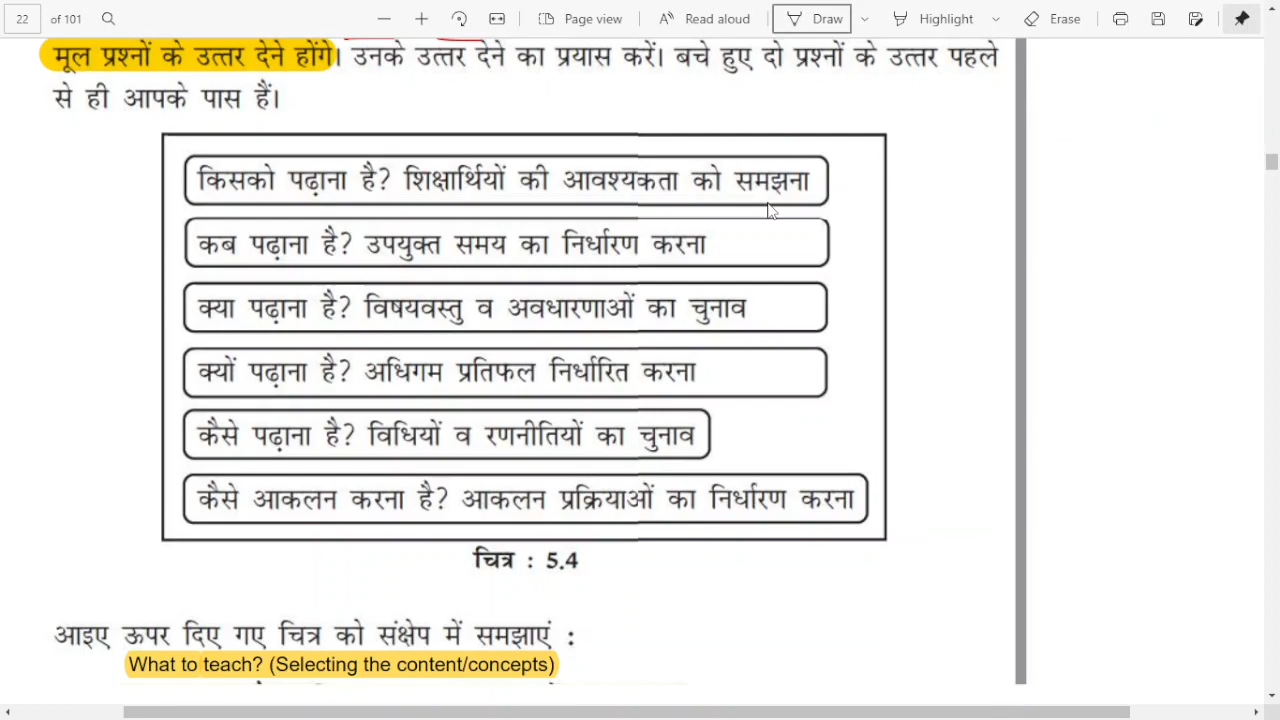 22 of 101 Page view Read aloud Draw Highlight Erase
मूल प्रश्नों के उत्तर देने होंगे। उनके उत्तर देने का प्रयास करें। बचे हुए दो प्रश्नों के उत्तर पहले
से ही आपके पास हैं।
किसको पढ़ाना है? शिक्षार्थियों की आवश्यकता को समझना
कब पढ़ाना है? उपयुक्त समय का निर्धारण करना
क्या पढ़ाना है? विषयवस्तु व अवधारणाओं का चुनाव
क्यों पढ़ाना है? अधिगम प्रतिफल निर्धारित करना
कैसे पढ़ाना है? विधियों व रणनीतियों का चुनाव
कैसे आकलन करना है? आकलन प्रक्रियाओं का निर्धारण करना
चित्र : 5.4
आइए ऊपर दिए गए चित्र को संक्षेप में समझाएं :
What to teach? (Selecting the content/concepts)